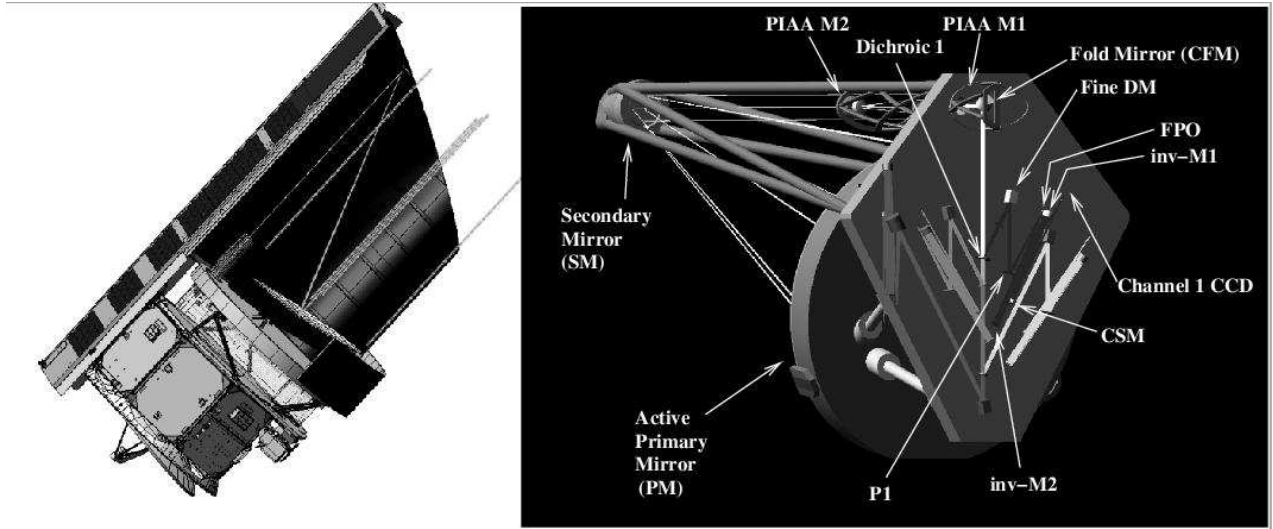 PIAA M2
PIAA M1
Dichroic 1
Fold Mirror (CFM)
Fine DM
FPO
inv−M1
Secondary
Mirror
(SM)
Channel 1 CCD
CSM
Active
Primary
Mirror
(PM)
P1
inv−M2